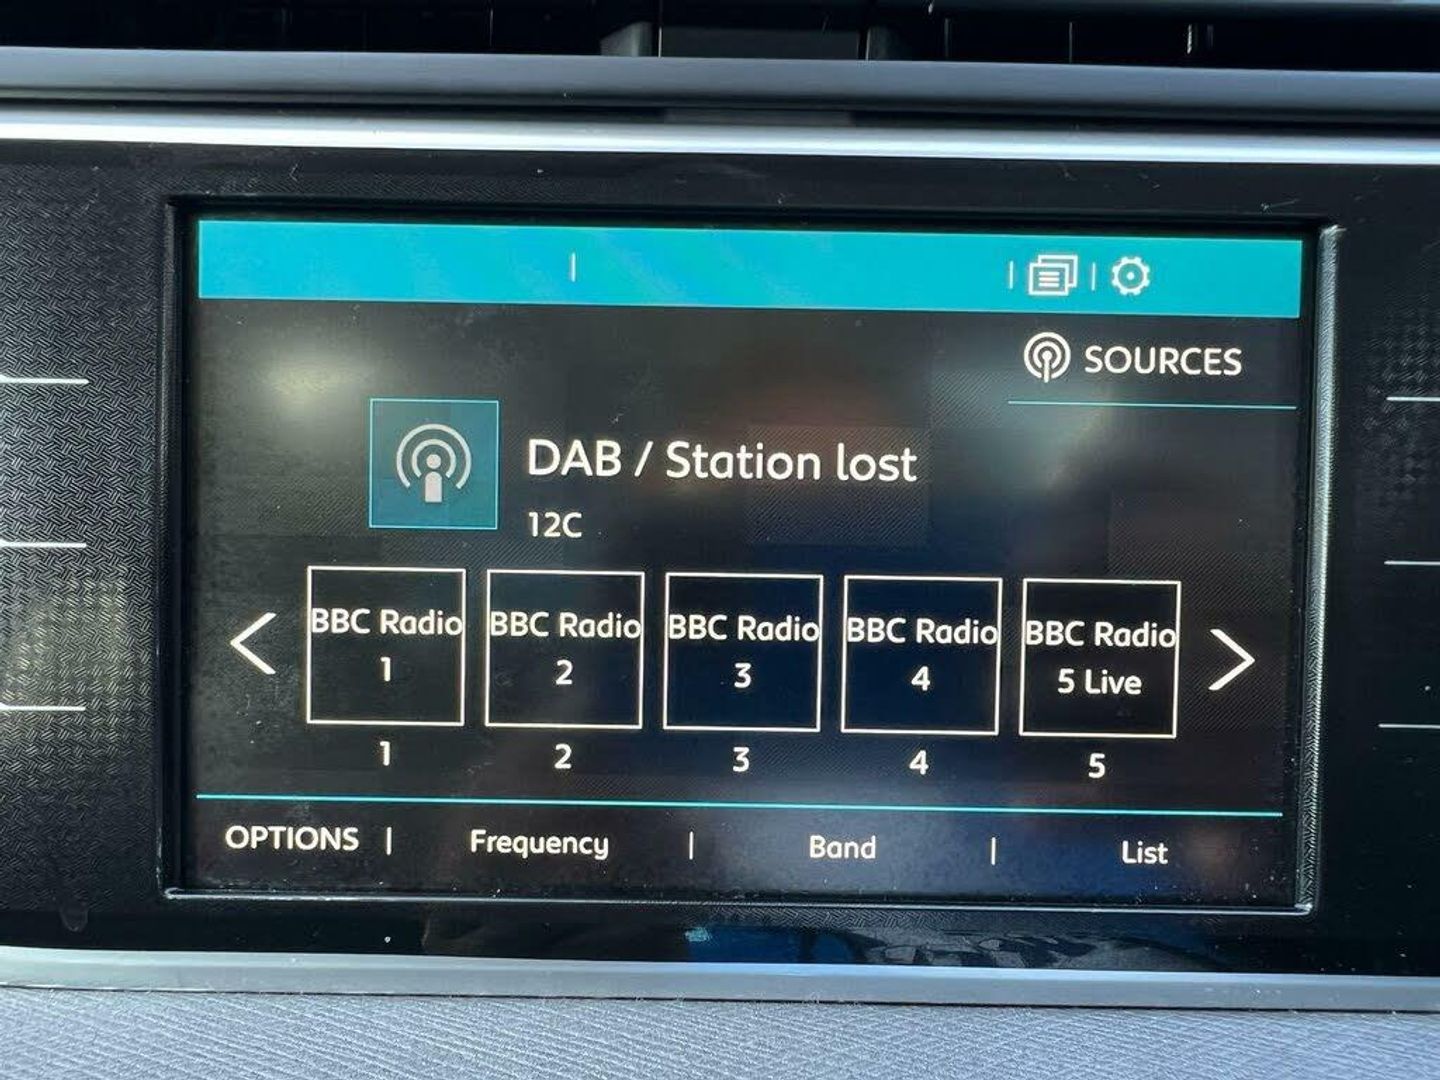 SOURCES
DAB / Station lost
12C
BBC Radio 1
BBC Radio 2
BBC Radio 3
BBC Radio 4
BBC Radio 5 Live
1 2 3 4 5
OPTIONS | Frequency | Band | List